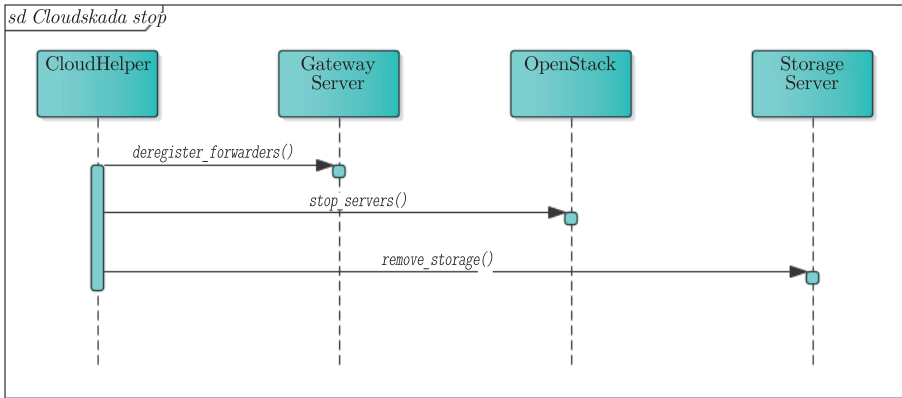 sd Cloudskada stop
CloudHelper
Gateway
Server
OpenStack
Storage
Server
deregister_forwarders()
stop_servers()
remove_storage()